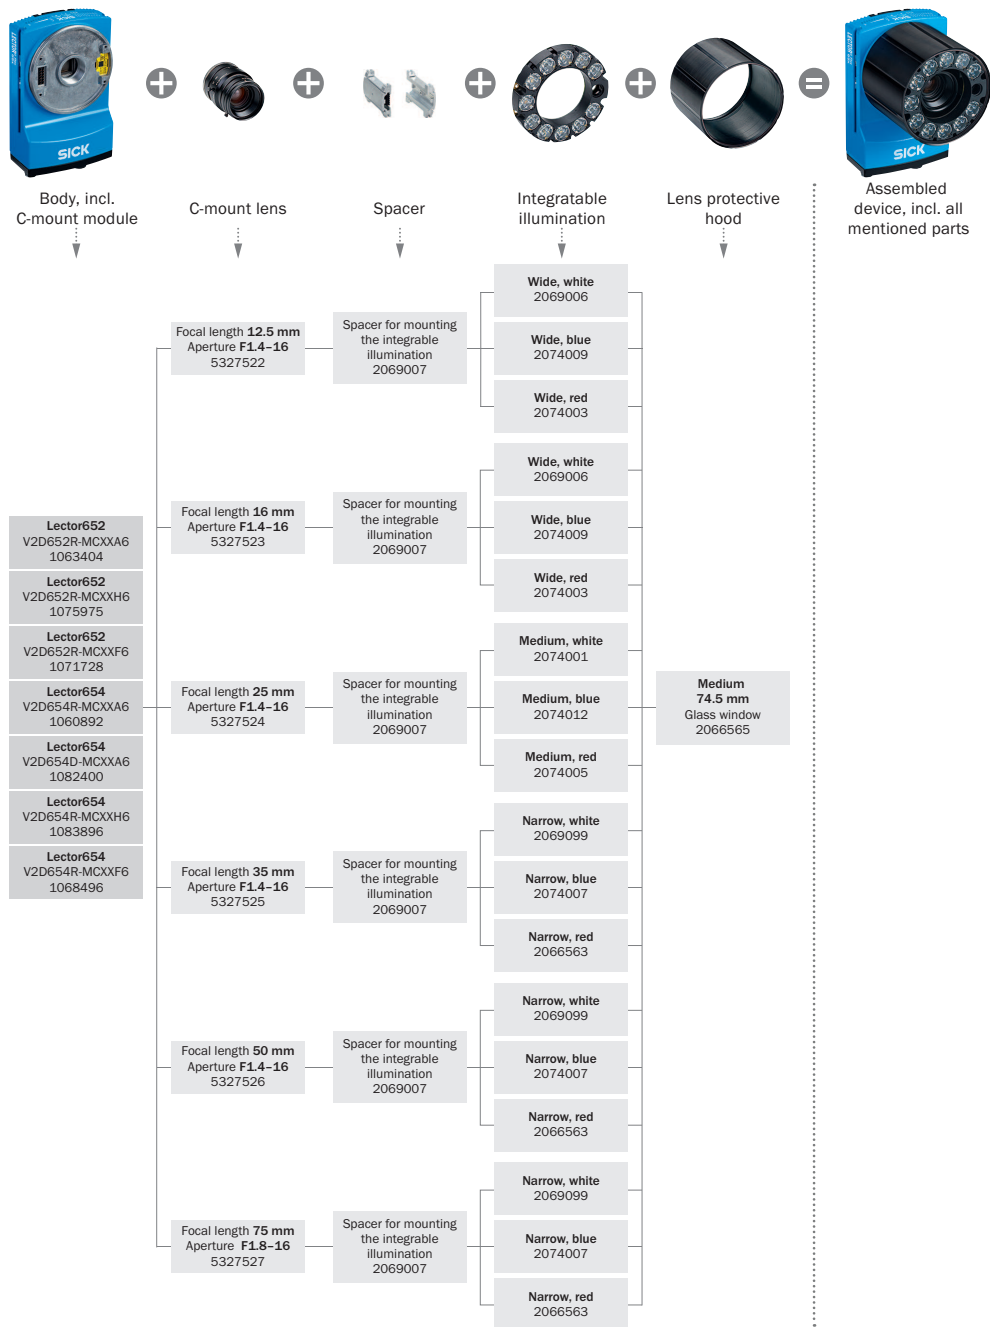 SICK
SICK
Body, incl.
C-mount module
C-mount lens
Spacer
Integratable
illumination
Lens protective
hood
Assembled
device, incl. all
mentioned parts
Lector652
V2D652R-MCXXA6
1063404
Lector652
V2D652R-MCXXH6
1075975
Lector652
V2D652R-MCXXF6
1071728
Lector654
V2D654R-MCXXA6
1060892
Lector654
V2D654D-MCXXA6
1082400
Lector654
V2D654R-MCXXH6
1083896
Lector654
V2D654R-MCXXF6
1068496
Focal length 12.5 mm
Aperture F1.4–16
5327522
Spacer for mounting
the integrable
illumination
2069007
Wide, white
2069006
Wide, blue
2074009
Wide, red
2074003
Focal length 16 mm
Aperture F1.4–16
5327523
Spacer for mounting
the integrable
illumination
2069007
Wide, white
2069006
Wide, blue
2074009
Wide, red
2074003
Focal length 25 mm
Aperture F1.4–16
5327524
Spacer for mounting
the integrable
illumination
2069007
Medium, white
2074001
Medium, blue
2074012
Medium, red
2074005
Focal length 35 mm
Aperture F1.4–16
5327525
Spacer for mounting
the integrable
illumination
2069007
Narrow, white
2069099
Narrow, blue
2074007
Narrow, red
2066563
Focal length 50 mm
Aperture F1.4–16
5327526
Spacer for mounting
the integrable
illumination
2069007
Narrow, white
2069099
Narrow, blue
2074007
Narrow, red
2066563
Focal length 75 mm
Aperture F1.8–16
5327527
Spacer for mounting
the integrable
illumination
2069007
Narrow, white
2069099
Narrow, blue
2074007
Narrow, red
2066563
Medium
74.5 mm
Glass window
2066565